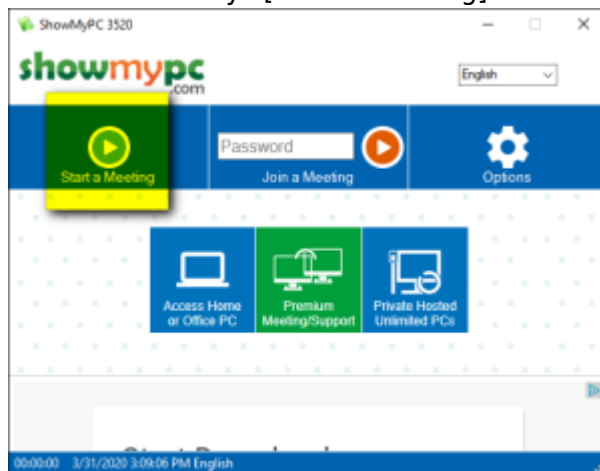 ShowMyPC 3520
showmypc
.com
English
Start a Meeting
Password
Join a Meeting
Options
Access Home
or Office PC
Premium
Meeting/Support
Private Hosted
Unlimited PCs
00:00:00 3/31/2020 3:09:06 PM English